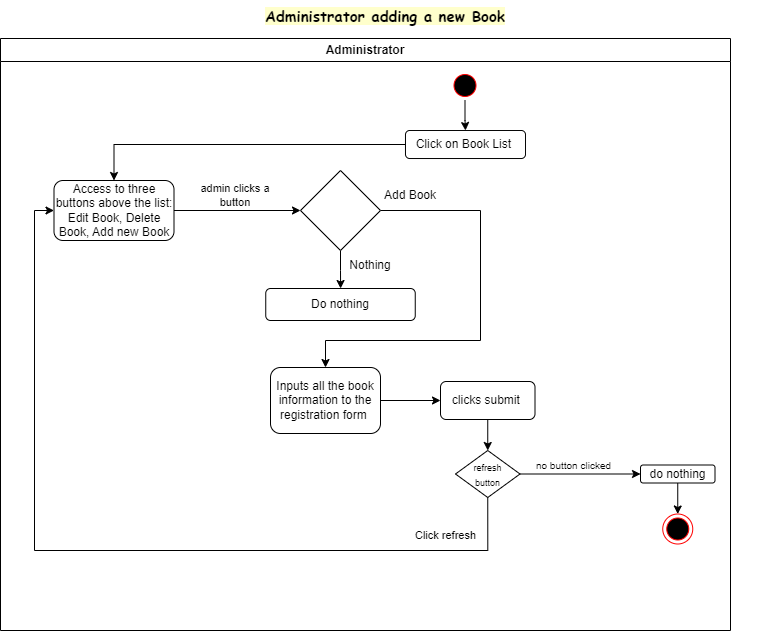 Administrator adding a new Book
Administrator
Click on Book List
Access to three
buttons above the list:
Edit Book, Delete
Book, Add new Book
admin clicks a
button
Add Book
Nothing
Do nothing
Inputs all the book
information to the
registration form
clicks submit
refresh
button
no button clicked
do nothing
Click refresh